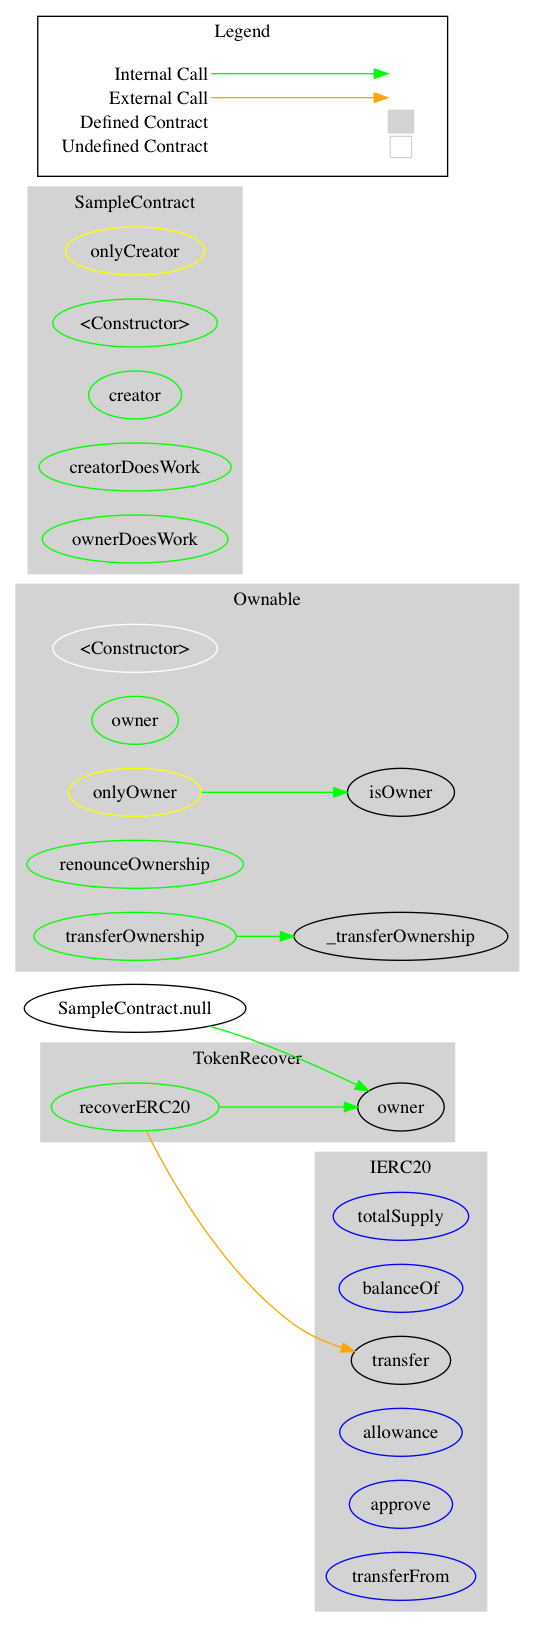 Legend
Internal Call
External Call
Defined Contract
Undefined Contract
SampleContract
onlyCreator
<Constructor>
creator
creatorDoesWork
ownerDoesWork
Ownable
<Constructor>
owner
onlyOwner
isOwner
renounceOwnership
transferOwnership
_transferOwnership
SampleContract.null
TokenRecover
recoverERC20
owner
IERC20
totalSupply
balanceOf
transfer
allowance
approve
transferFrom